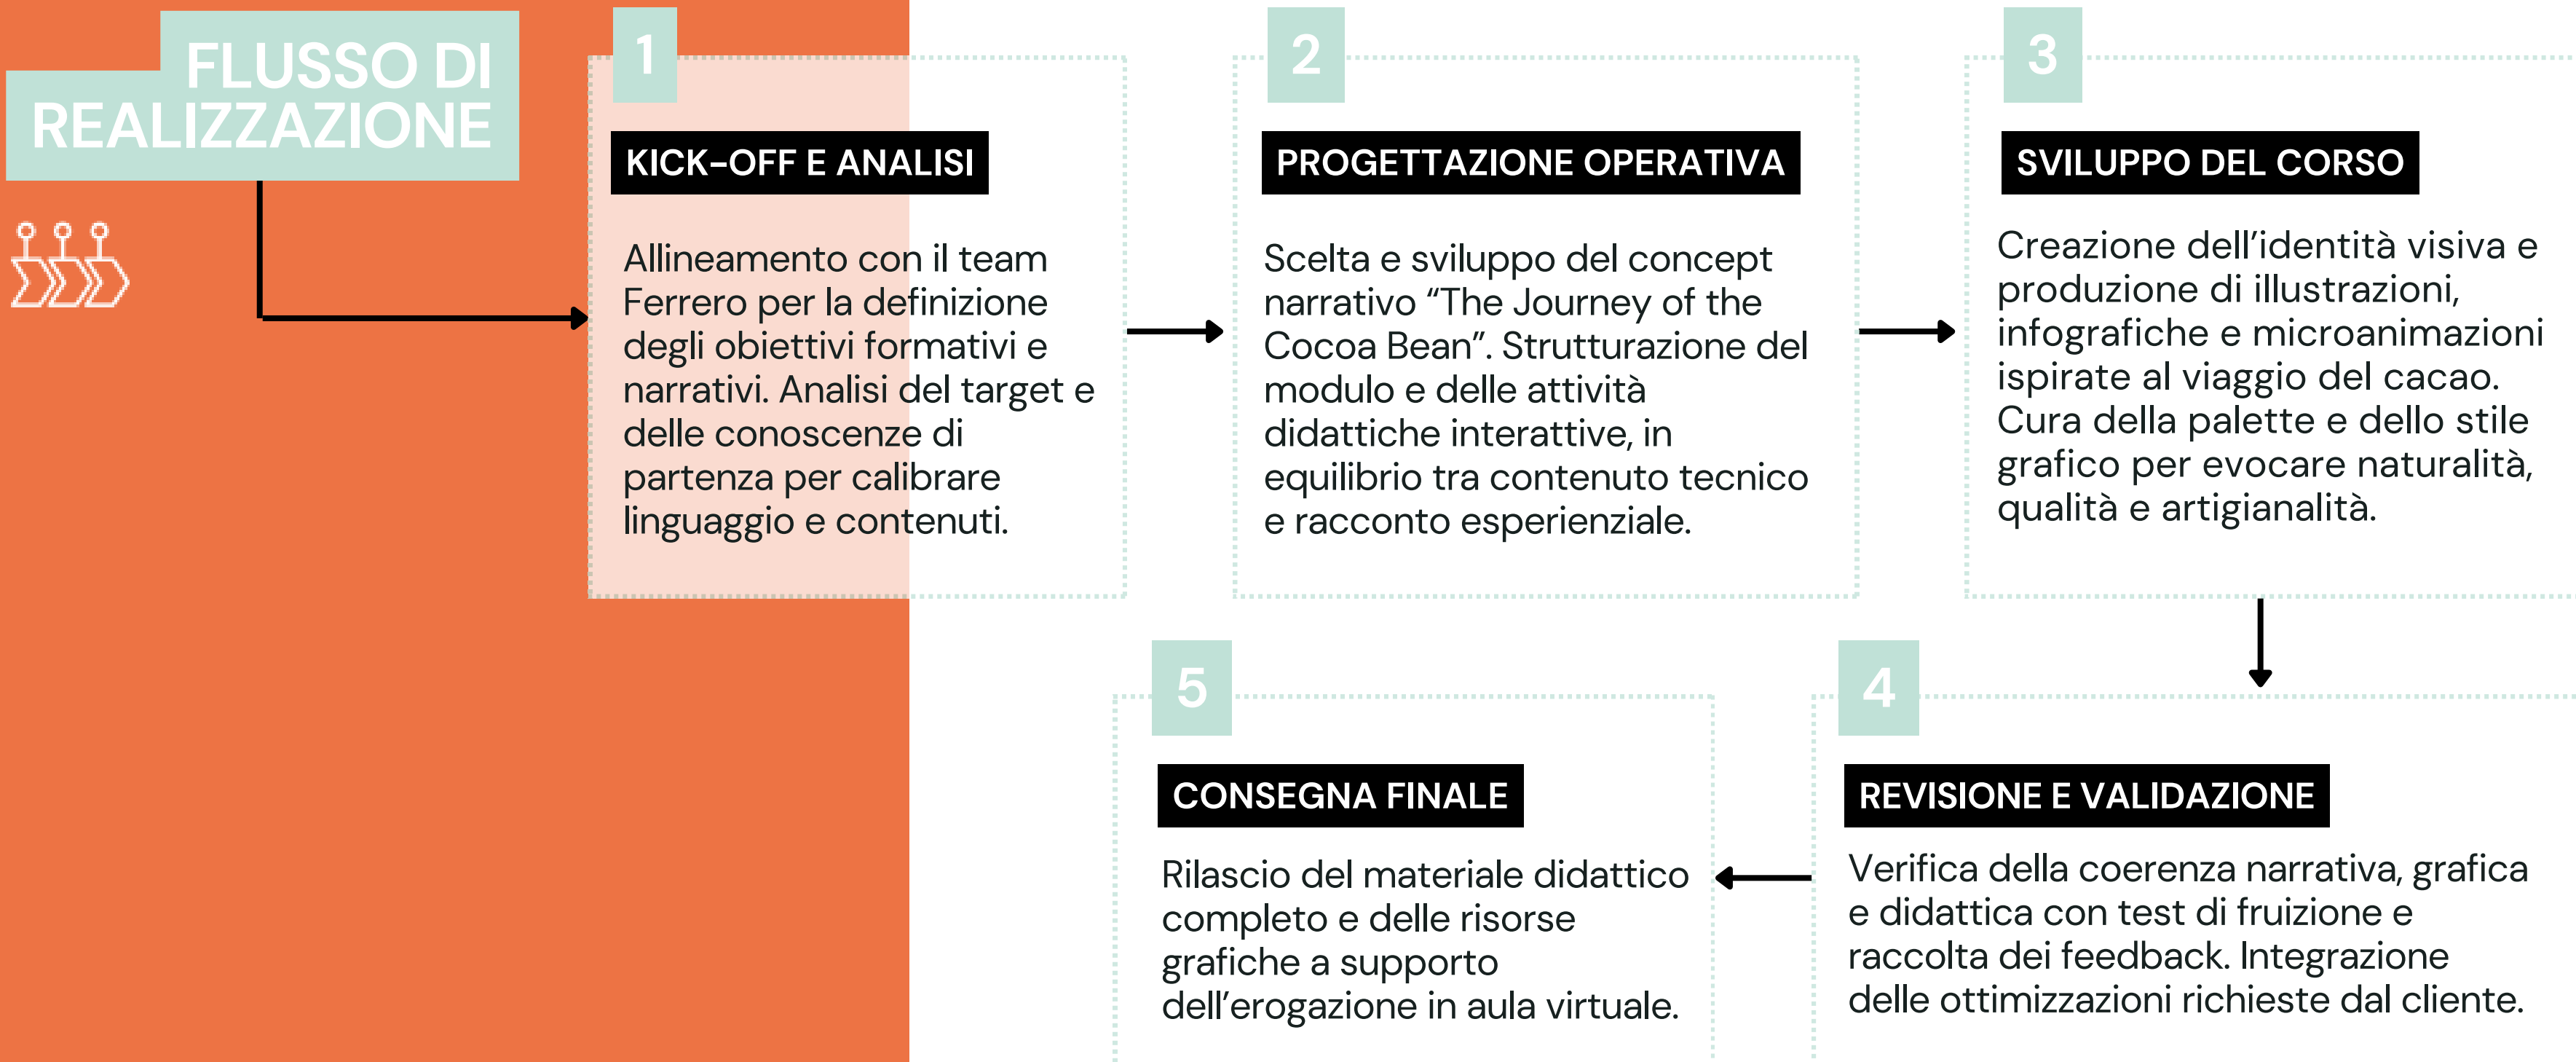 FLUSSO DI
REALIZZAZIONE
1
KICK-OFF E ANALISI
Allineamento con il team
Ferrero per la definizione
degli obiettivi formativi e
narrativi. Analisi del target e
delle conoscenze di
partenza per calibrare
linguaggio e contenuti.
2
PROGETTAZIONE OPERATIVA
Scelta e sviluppo del concept
narrativo “The Journey of the
Cocoa Bean”. Strutturazione del
modulo e delle attività
didattiche interattive, in
equilibrio tra contenuto tecnico
e racconto esperienziale.
3
SVILUPPO DEL CORSO
Creazione dell’identità visiva e
produzione di illustrazioni,
infografiche e microanimazioni
ispirate al viaggio del cacao.
Cura della palette e dello stile
grafico per evocare naturalità,
qualità e artigianalità.
4
REVISIONE E VALIDAZIONE
Verifica della coerenza narrativa, grafica
e didattica con test di fruizione e
raccolta dei feedback. Integrazione
delle ottimizzazioni richieste dal cliente.
5
CONSEGNA FINALE
Rilascio del materiale didattico
completo e delle risorse
grafiche a supporto
dell’erogazione in aula virtuale.